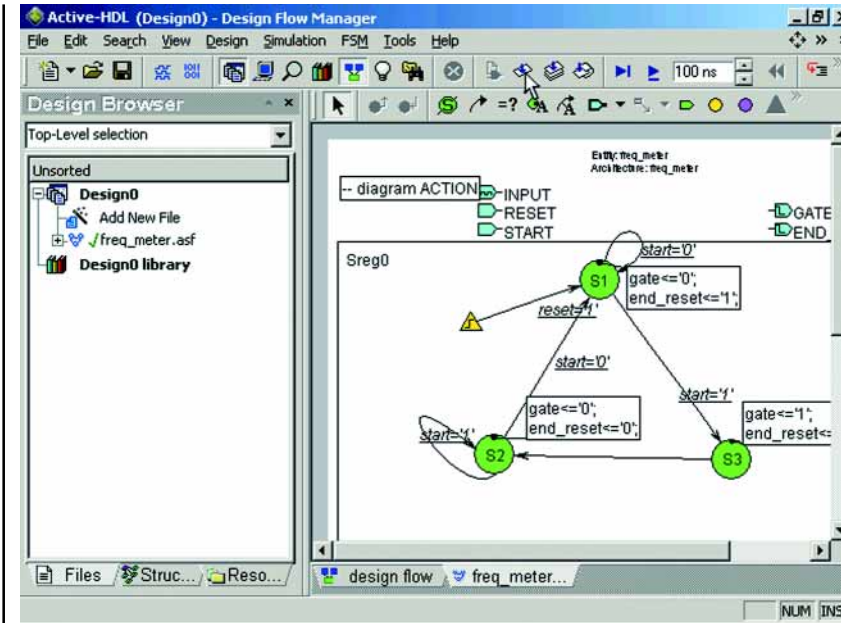 Active-HDL (Design0) - Design Flow Manager
File Edit Search View Design Simulation FSM Tools Help
100 ns
Design Browser
=?
Top-Level selection
Unsorted
Design0
Add New File
freq_meter.asf
Design0 library
Entity: freq_meter
Architecture: freq_meter
-- diagram ACTION
INPUT
RESET
START
GATE
END_
Sreg0
start='0'
S1
gate<='0';
end_reset<='1';
reset='1'
start='0'
start='1'
gate<='0';
end_reset<='0';
gate<='1';
end_reset<=
start='1'
S2
S3
Files Struc... Reso...
design flow freq_meter...
NUM INS